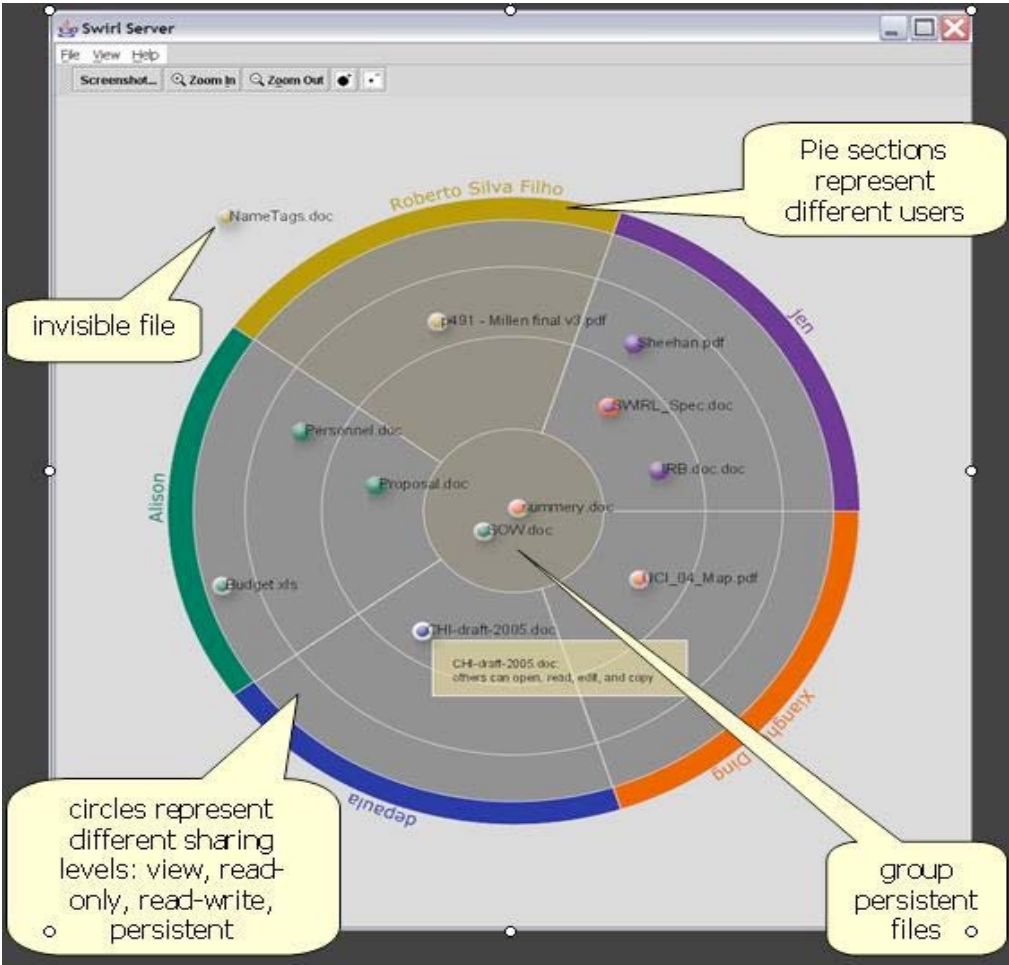 Swirl Server
File View Help
Screenshot... Zoom In Zoom Out
Pie sections
represent
different users
Roberto Silva Filho
NameTags.doc
invisible file
jen
p491 - Millen final v3.pdf
Sheehan.pdf
SWIRL_Spec.doc
Personnel.doc
IRB.doc.doc
Proposal.doc
Alison
SOW.doc
UCI_04_Map.pdf
Budget.xls
CHI-draft-2005.doc
CHI-draft-2005.doc:
others can open, read, edit, and copy
Ding
depaula
circles represent
different sharing
levels: view, read-
only, read-write,
persistent
group
persistent
files